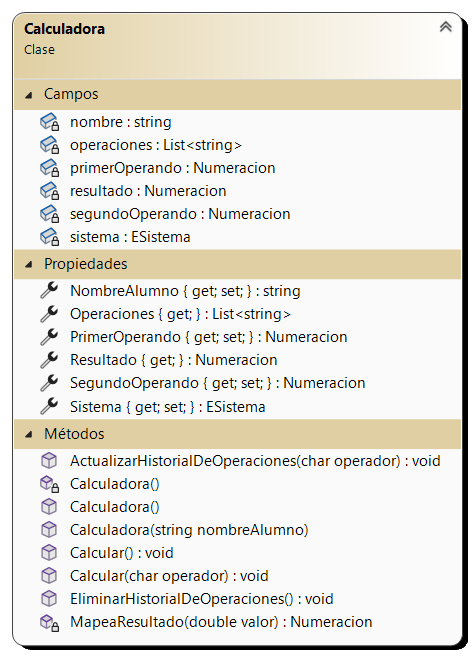 Calculadora
Clase
Campos
nombre : string
operaciones : List<string>
primerOperando : Numeracion
resultado : Numeracion
segundoOperando : Numeracion
sistema : ESistema
Propiedades
NombreAlumno { get; set; } : string
Operaciones { get; } : List<string>
PrimerOperando { get; set; } : Numeracion
Resultado { get; } : Numeracion
SegundoOperando { get; set; } : Numeracion
Sistema { get; set; } : ESistema
Métodos
ActualizarHistorialDeOperaciones(char operador) : void
Calculadora()
Calculadora()
Calculadora(string nombreAlumno)
Calcular() : void
Calcular(char operador) : void
EliminarHistorialDeOperaciones() : void
MapeaResultado(double valor) : Numeracion